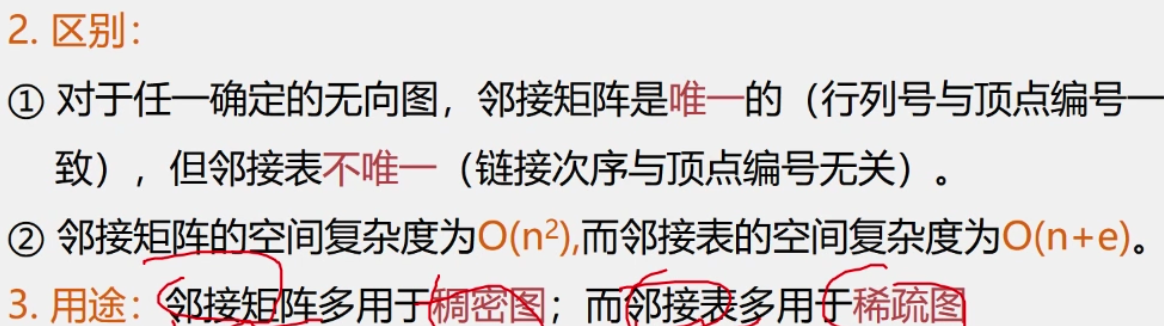 2. 区别：
① 对于任一确定的无向图，邻接矩阵是唯一的（行列号与顶点编号一
致），但邻接表不唯一（链接次序与顶点编号无关）。
② 邻接矩阵的空间复杂度为O(n²),而邻接表的空间复杂度为O(n+e)。
3. 用途：邻接矩阵多用于稠密图；而邻接表多用于稀疏图